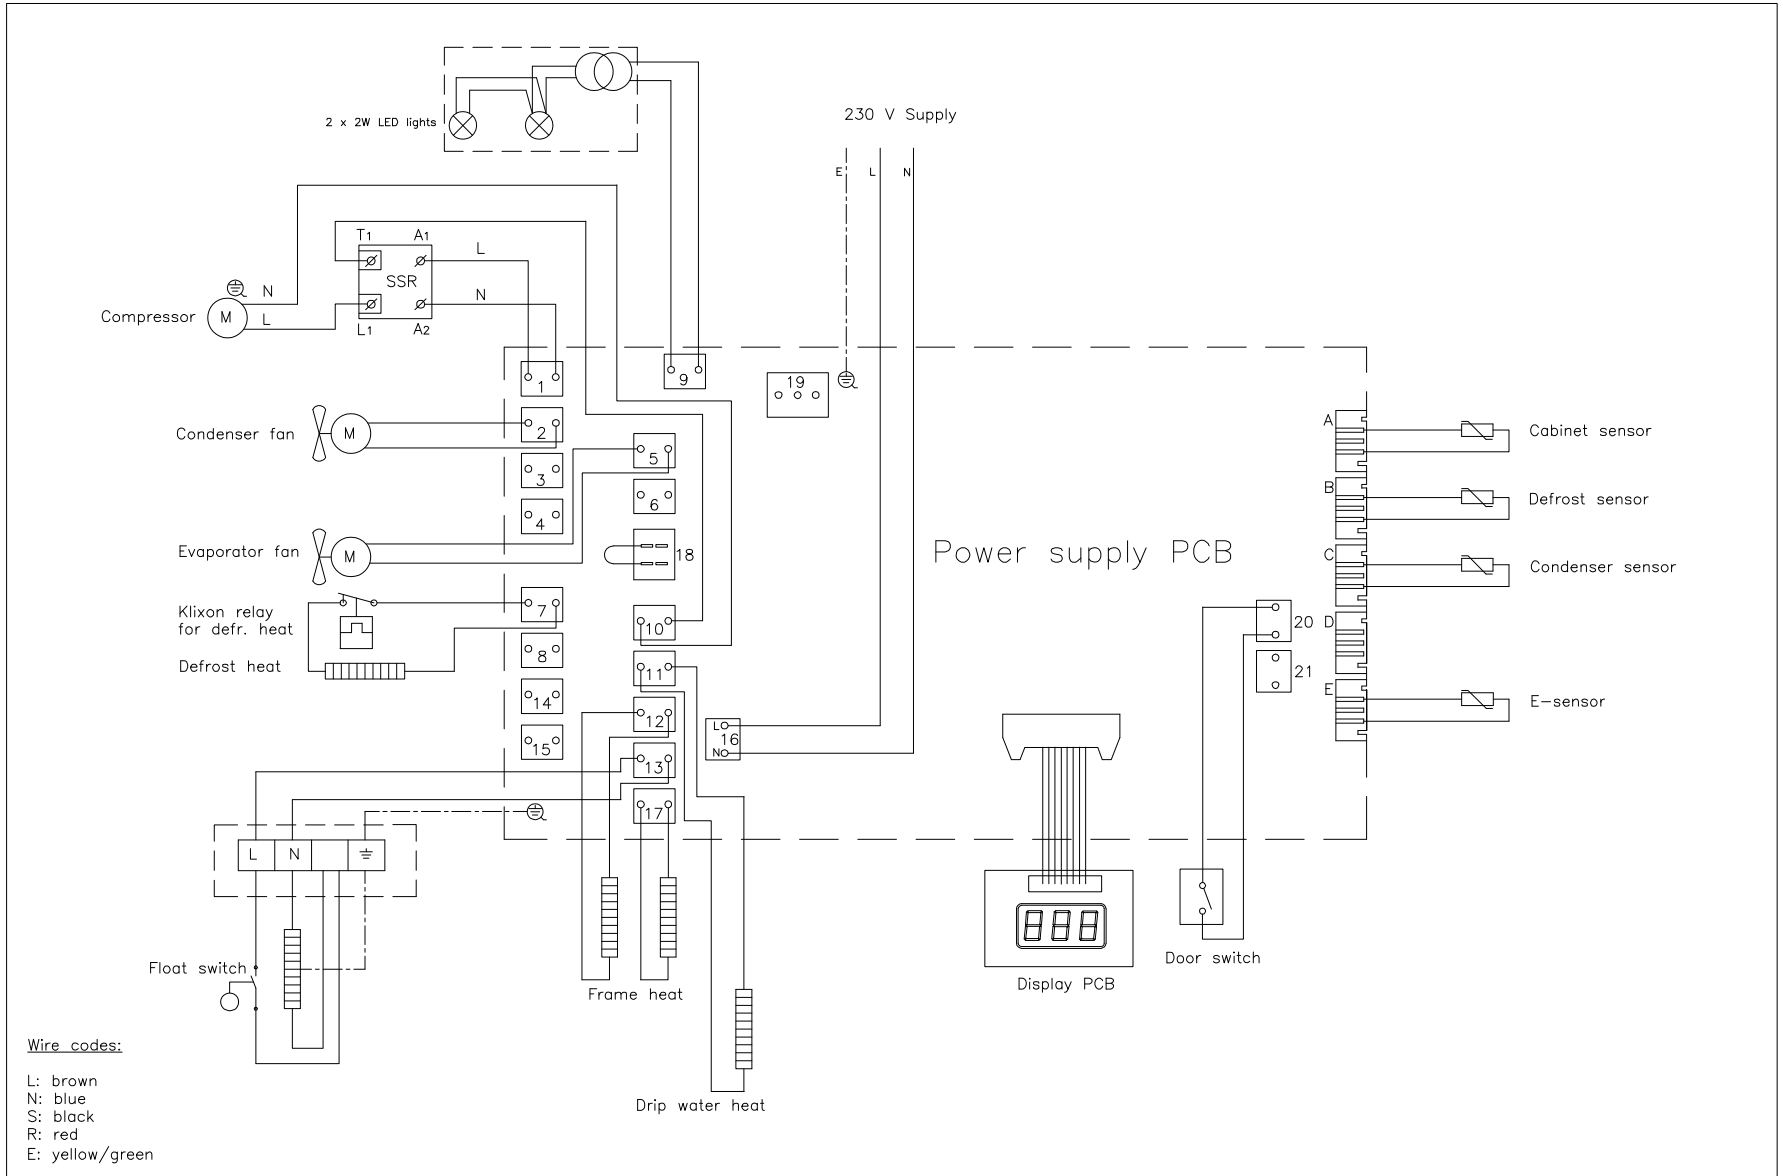 2 x 2W LED lights
230 V Supply
E
L
N
T1
A1
L
SSR
N
N
Compressor
M
L
L1
A2
1
9
19
Condenser fan
M
2
5
3
6
4
Evaporator fan
M
18
Power supply PCB
A
Cabinet sensor
B
Defrost sensor
C
Condenser sensor
Klixon relay
for defr. heat
7
10
20
D
Defrost heat
8
11
21
14
12
E
E-sensor
15
13
L
16
N
17
L
N
Float switch
Frame heat
Display PCB
Door switch
Drip water heat
Wire codes:
L: brown
N: blue
S: black
R: red
E: yellow/green